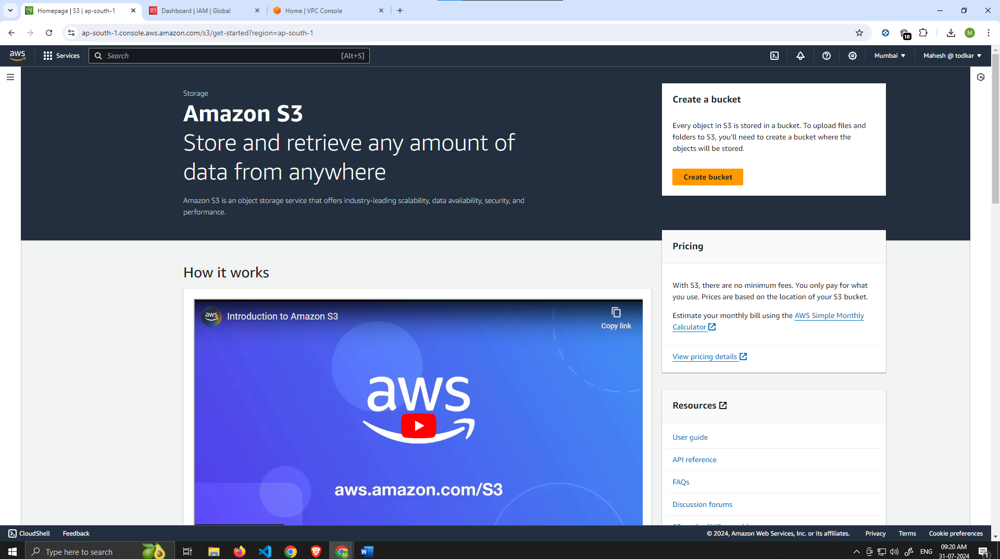 Homepage | S3 | ap-south-1
Dashboard | IAM | Global
Home | VPC Console
ap-south-1.console.aws.amazon.com/s3/get-started?region=ap-south-1
10
M
aws
Services
Search
[Alt+S]
Mumbai
Mahesh @ todkar
Storage
Amazon S3
Store and retrieve any amount of
data from anywhere
Amazon S3 is an object storage service that offers industry-leading scalability, data availability, security, and
performance.
Create a bucket
Every object in S3 is stored in a bucket. To upload files and
folders to S3, you’ll need to create a bucket where the
objects will be stored.
Create bucket
How it works
aws
Introduction to Amazon S3
Copy link
aws
aws.amazon.com/S3
Pricing
With S3, there are no minimum fees. You only pay for what
you use. Prices are based on the location of your S3 bucket.
Estimate your monthly bill using the AWS Simple Monthly
Calculator
View pricing details
Resources
User guide
API reference
FAQs
Discussion forums
CloudShell
Feedback
© 2024, Amazon Web Services, Inc. or its affiliates.
Privacy
Terms
Cookie preferences
Type here to search
M
W
ENG
09:20 AM
31-07-2024
1